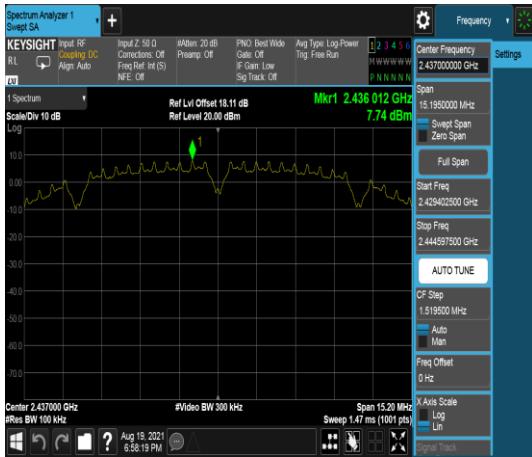 Spectrum Analyzer 1
Swept SA
Frequency
KEYSIGHT
RL
LXI
Input: RF
Coupling: DC
Align: Auto
Input Z: 50 Ω
Corrections: Off
Freq Ref: Int (S)
NFE: Off
#Atten: 20 dB
Preamp: Off
PNO: Best Wide
Gate: Off
IF Gain: Low
Sig Track: Off
Avg Type: Log-Power
Trig: Free Run
1 2 3 4 5 6
M W W W W W
P N N N N N
1 Spectrum
Scale/Div 10 dB
Log
Ref Lvl Offset 18.11 dB
Ref Level 20.00 dBm
Mkr1 2.436 012 GHz
7.74 dBm
1
10.0
0.00
-10.0
-20.0
-30.0
-40.0
-50.0
-60.0
-70.0
Center 2.437000 GHz
#Res BW 100 kHz
#Video BW 300 kHz
Span 15.20 MHz
Sweep 1.47 ms (1001 pts)
Aug 19, 2021
6:58:19 PM
Center Frequency
2.437000000 GHz
Span
15.1950000 MHz
Swept Span
Zero Span
Full Span
Start Freq
2.429402500 GHz
Stop Freq
2.444597500 GHz
AUTO TUNE
CF Step
1.519500 MHz
Auto
Man
Freq Offset
0 Hz
X Axis Scale
Log
Lin
Signal Track
Settings